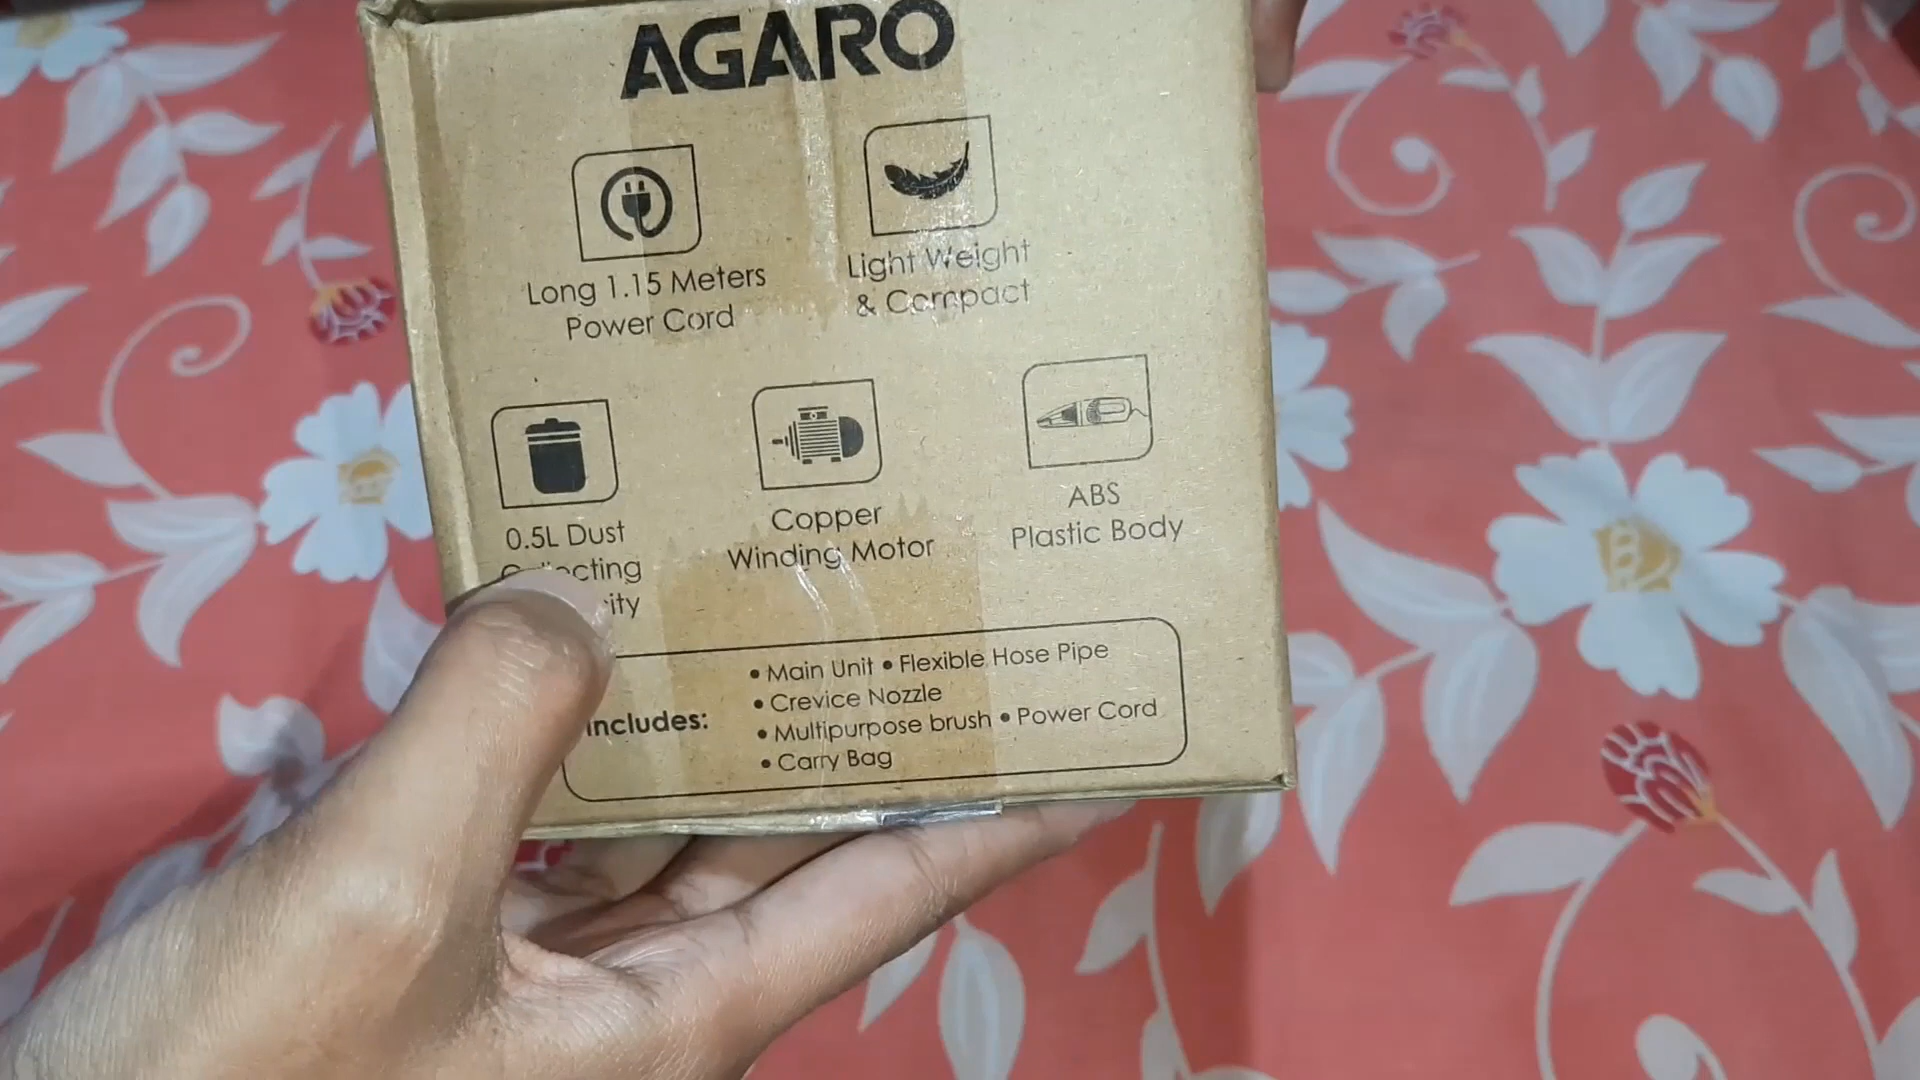 AGARO
Long 1.15 Meters
Power Cord
Light Weight
& Compact
0.5L Dust
Copper
Winding Motor
ABS
Plastic Body
Includes:
• Main Unit • Flexible Hose Pipe
• Crevice Nozzle
• Multipurpose brush • Power Cord
• Carry Bag